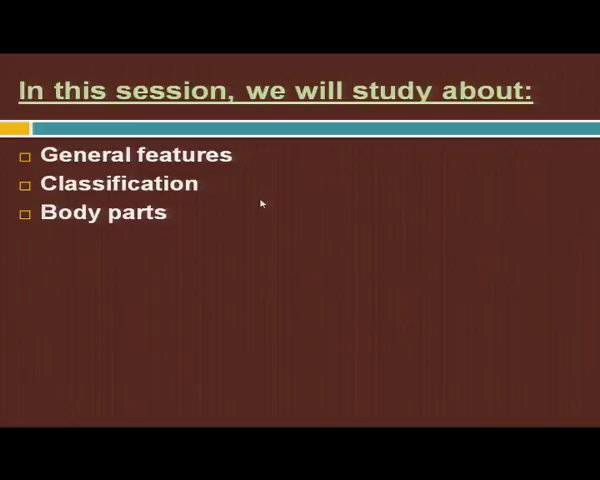 In this session, we will study about:
General features
Classification
Body parts